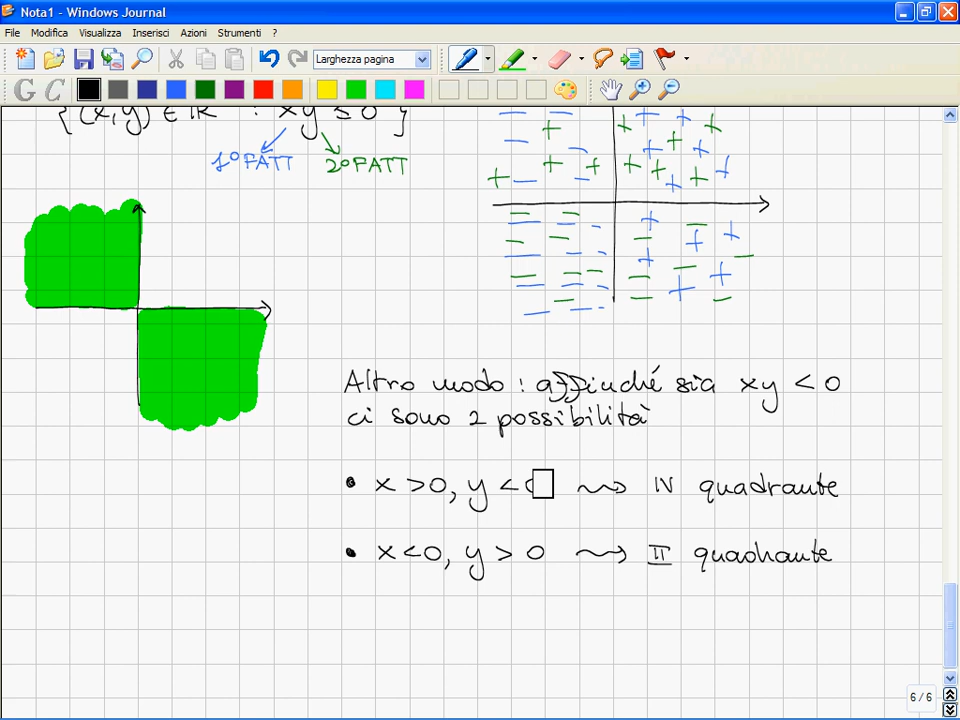 Nota1 - Windows Journal
File Modifica Visualizza Inserisci Azioni Strumenti ?
Larghezza pagina
{(x,y) ∈ R : xy ≤ 0 }
1° FATT 2° FATT
Altro modo : affinché sia xy < 0
ci sono 2 possibilità
• x > 0, y < ⇝ IV quadrante
• x < 0, y > 0 ⇝ II quadrante
6 / 6